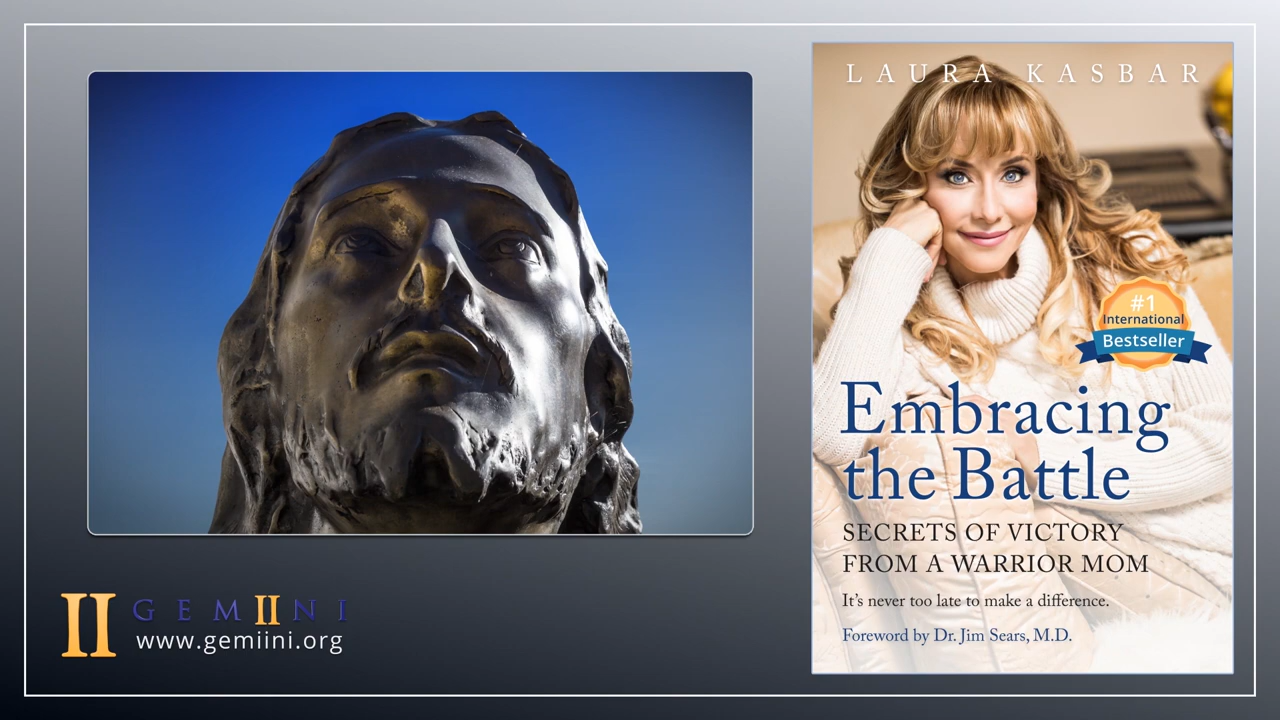 II GEMIINI
www.gemiini.org
LAURA KASBAR
#1
International
Bestseller
Embracing
the Battle
SECRETS OF VICTORY
FROM A WARRIOR MOM
It's never too late to make a difference.
Foreword by Dr. Jim Sears, M.D.